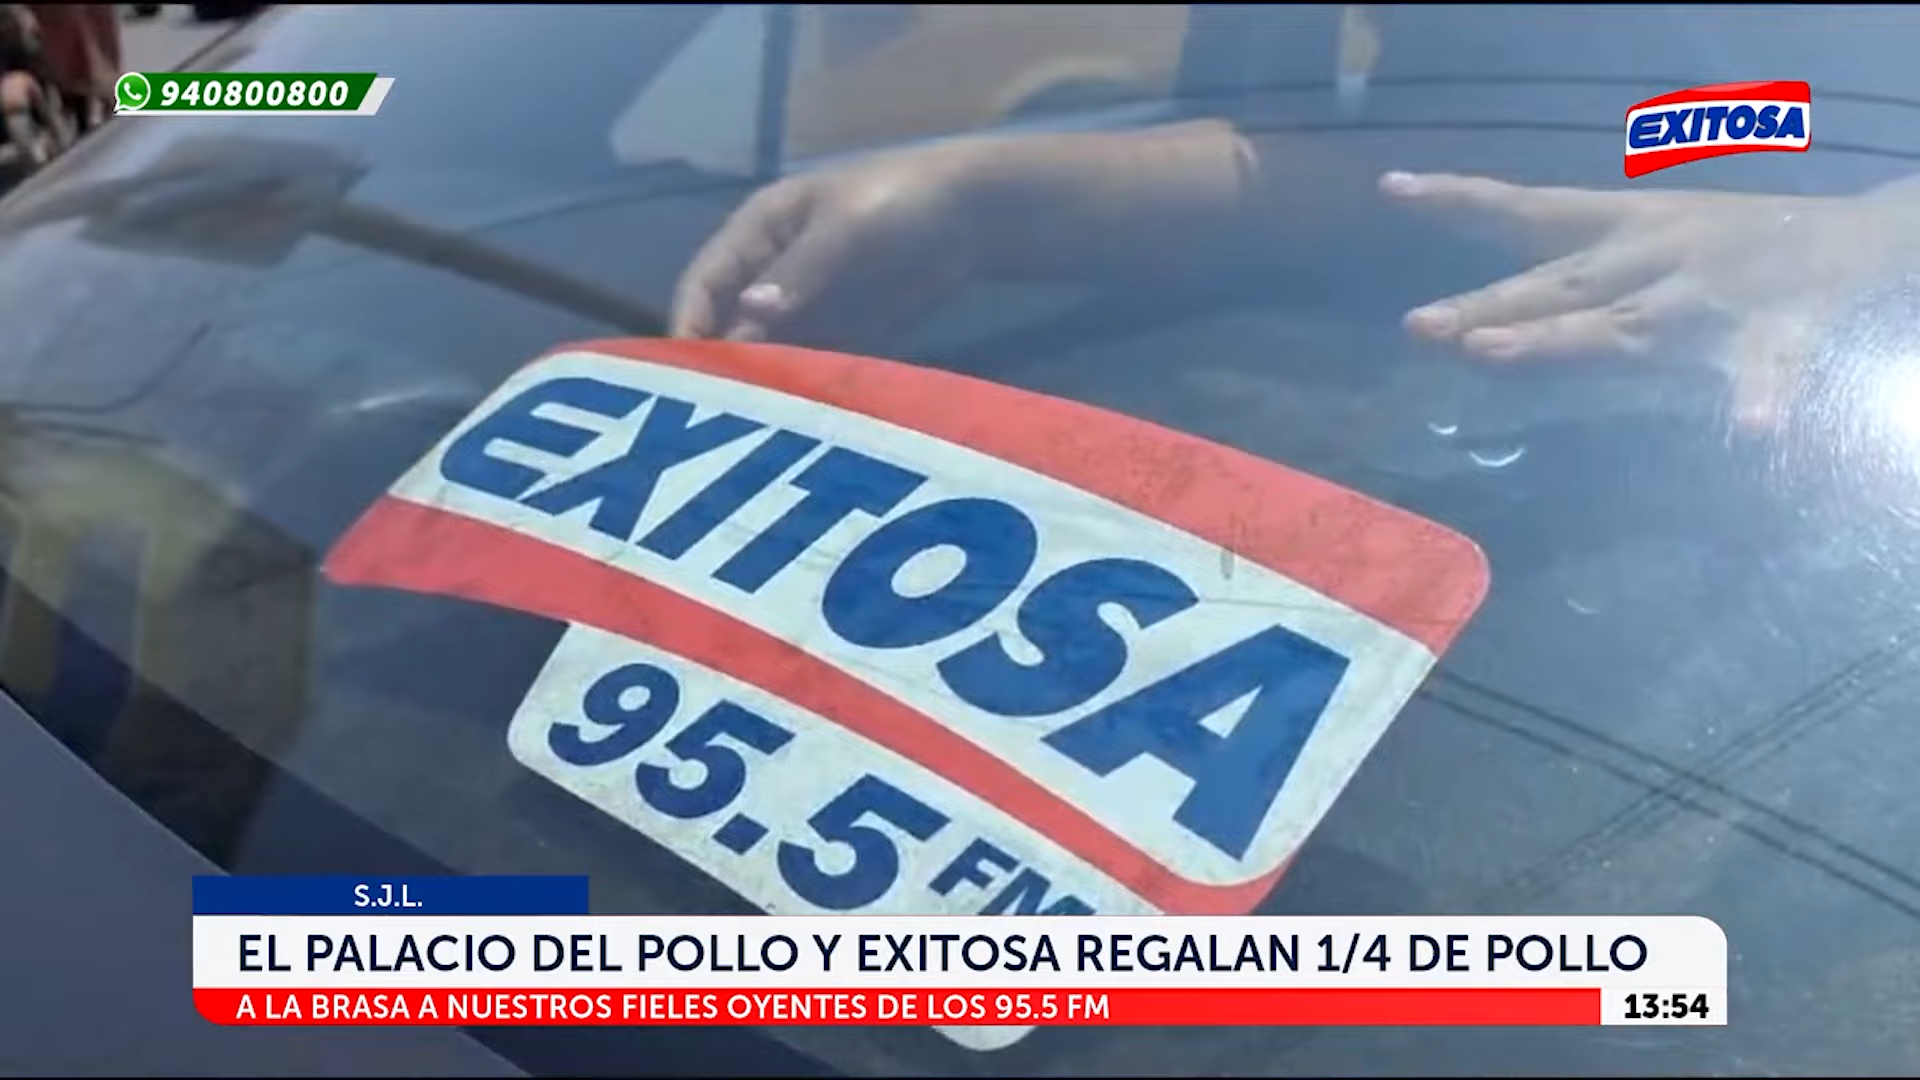 940800800
EXITOSA
EXITOSA
95.5 FM
S.J.L.
EL PALACIO DEL POLLO Y EXITOSA REGALAN 1/4 DE POLLO
A LA BRASA A NUESTROS FIELES OYENTES DE LOS 95.5 FM
13:54